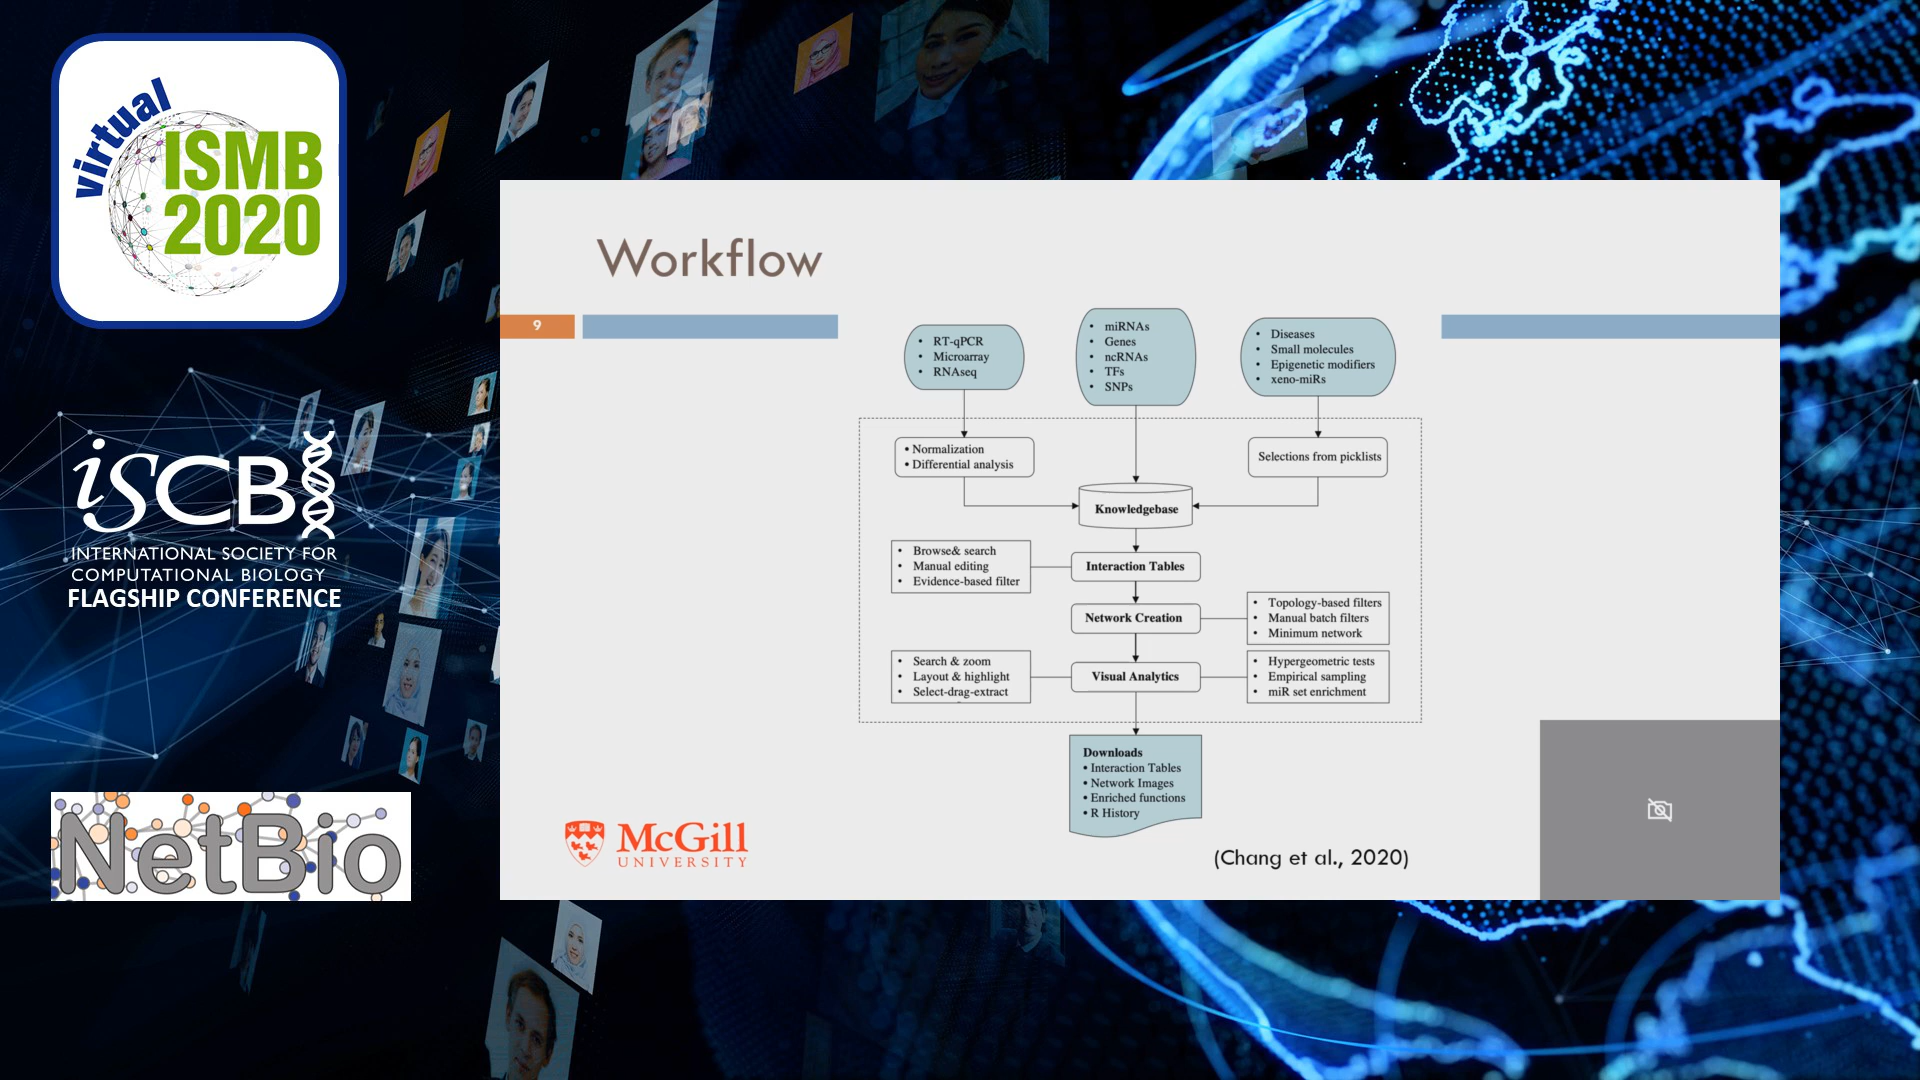 virtual
ISMB
2020
iSCB
INTERNATIONAL SOCIETY FOR
COMPUTATIONAL BIOLOGY
FLAGSHIP CONFERENCE
NetBio
Workflow
9
• RT-qPCR
• Microarray
• RNAseq
• miRNAs
• Genes
• ncRNAs
• TFs
• SNPs
• Diseases
• Small molecules
• Epigenetic modifiers
• xeno-miRs
• Normalization
• Differential analysis
Selections from picklists
Knowledgebase
• Browse& search
• Manual editing
• Evidence-based filter
Interaction Tables
Network Creation
• Topology-based filters
• Manual batch filters
• Minimum network
• Search & zoom
• Layout & highlight
• Select-drag-extract
Visual Analytics
• Hypergeometric tests
• Empirical sampling
• miR set enrichment
Downloads
• Interaction Tables
• Network Images
• Enriched functions
• R History
McGill
UNIVERSITY
(Chang et al., 2020)